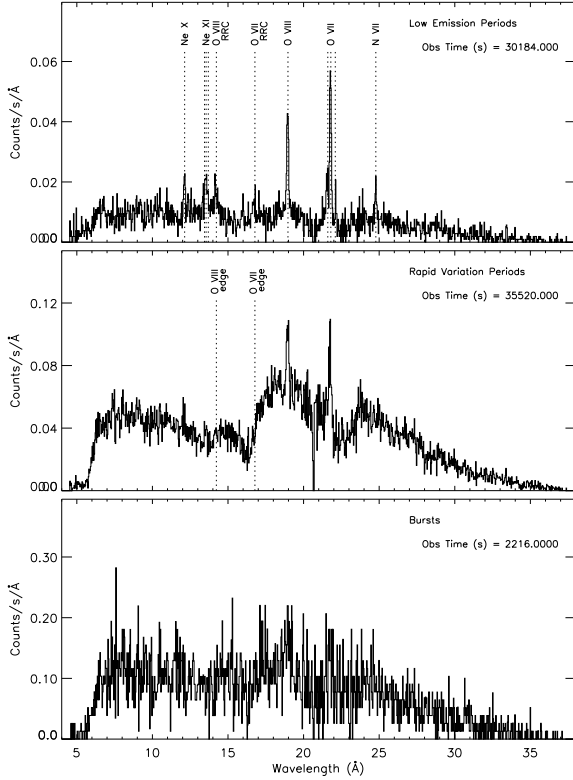 Low Emission Periods
Obs Time (s) = 30184.000
Ne X
Ne XI
O VIII
RRC
O VII
RRC
O VIII
O VII
N VII
Counts/s/Å
0.06
0.04
0.02
0.00
Rapid Variation Periods
Obs Time (s) = 35520.000
O VIII
edge
O VII
edge
Counts/s/Å
0.12
0.08
0.04
0.00
Bursts
Obs Time (s) = 2216.0000
Counts/s/Å
0.30
0.20
0.10
0.0
5 10 15 20 25 30 35
Wavelength (Å)